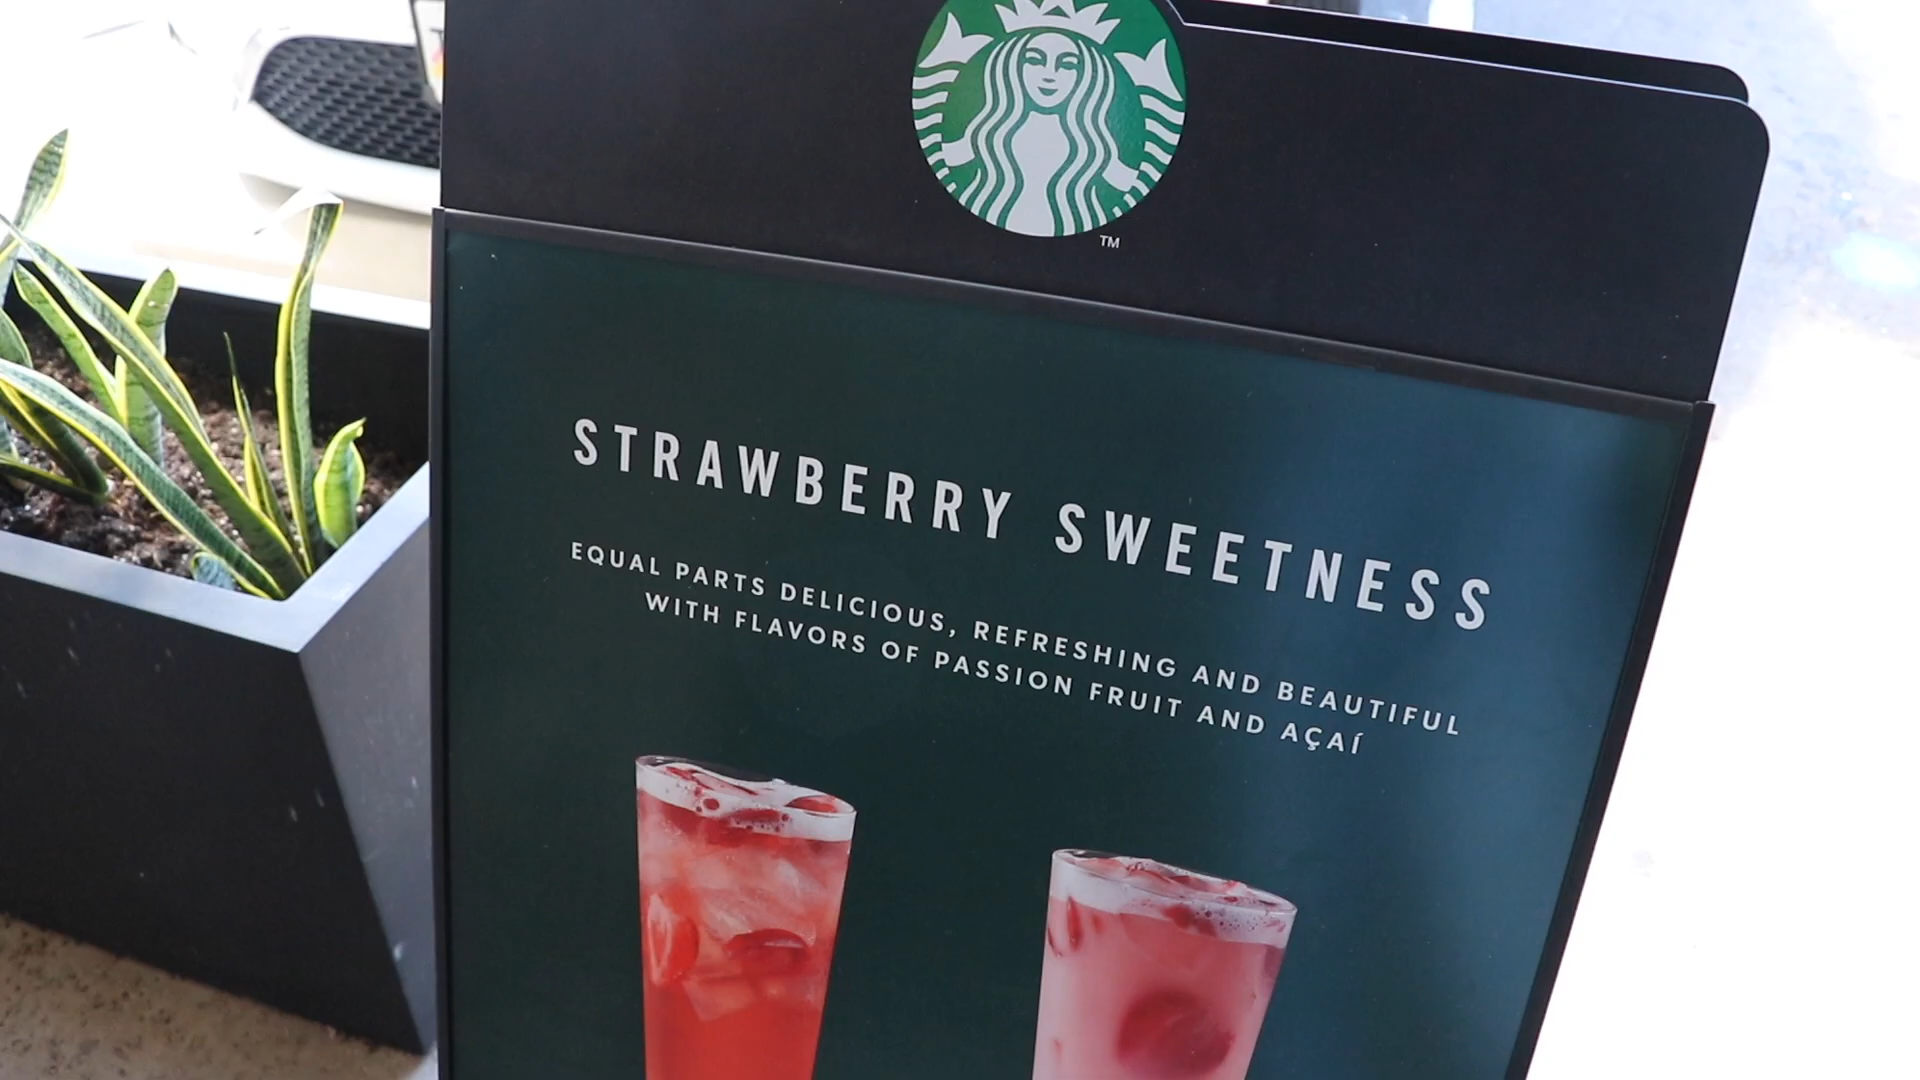 TM
STRAWBERRY SWEETNESS
EQUAL PARTS DELICIOUS, REFRESHING AND BEAUTIFUL
WITH FLAVORS OF PASSION FRUIT AND AÇAÍ